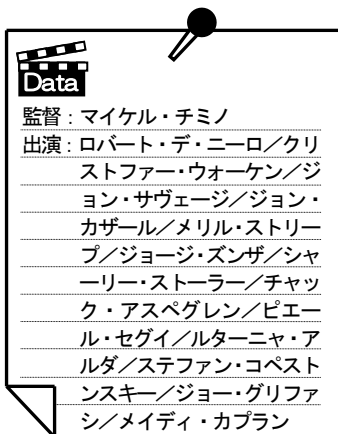 Data
監督：マイケル・チミノ
出演：ロバート・デ・ニーロ／クリ
ストファー・ウォーケン／ジ
ョン・サヴェージ／ジョン・
カザール／メリル・ストリー
プ／ジョージ・ズンザ／シャ
ーリー・ストーラー／チャッ
ク・アスペグレン／ピエー
ル・セグイ／ルターニャ・ア
ルダ／ステファン・コペスト
ンスキー／ジョー・グリファ
シ／メイディ・カプラン